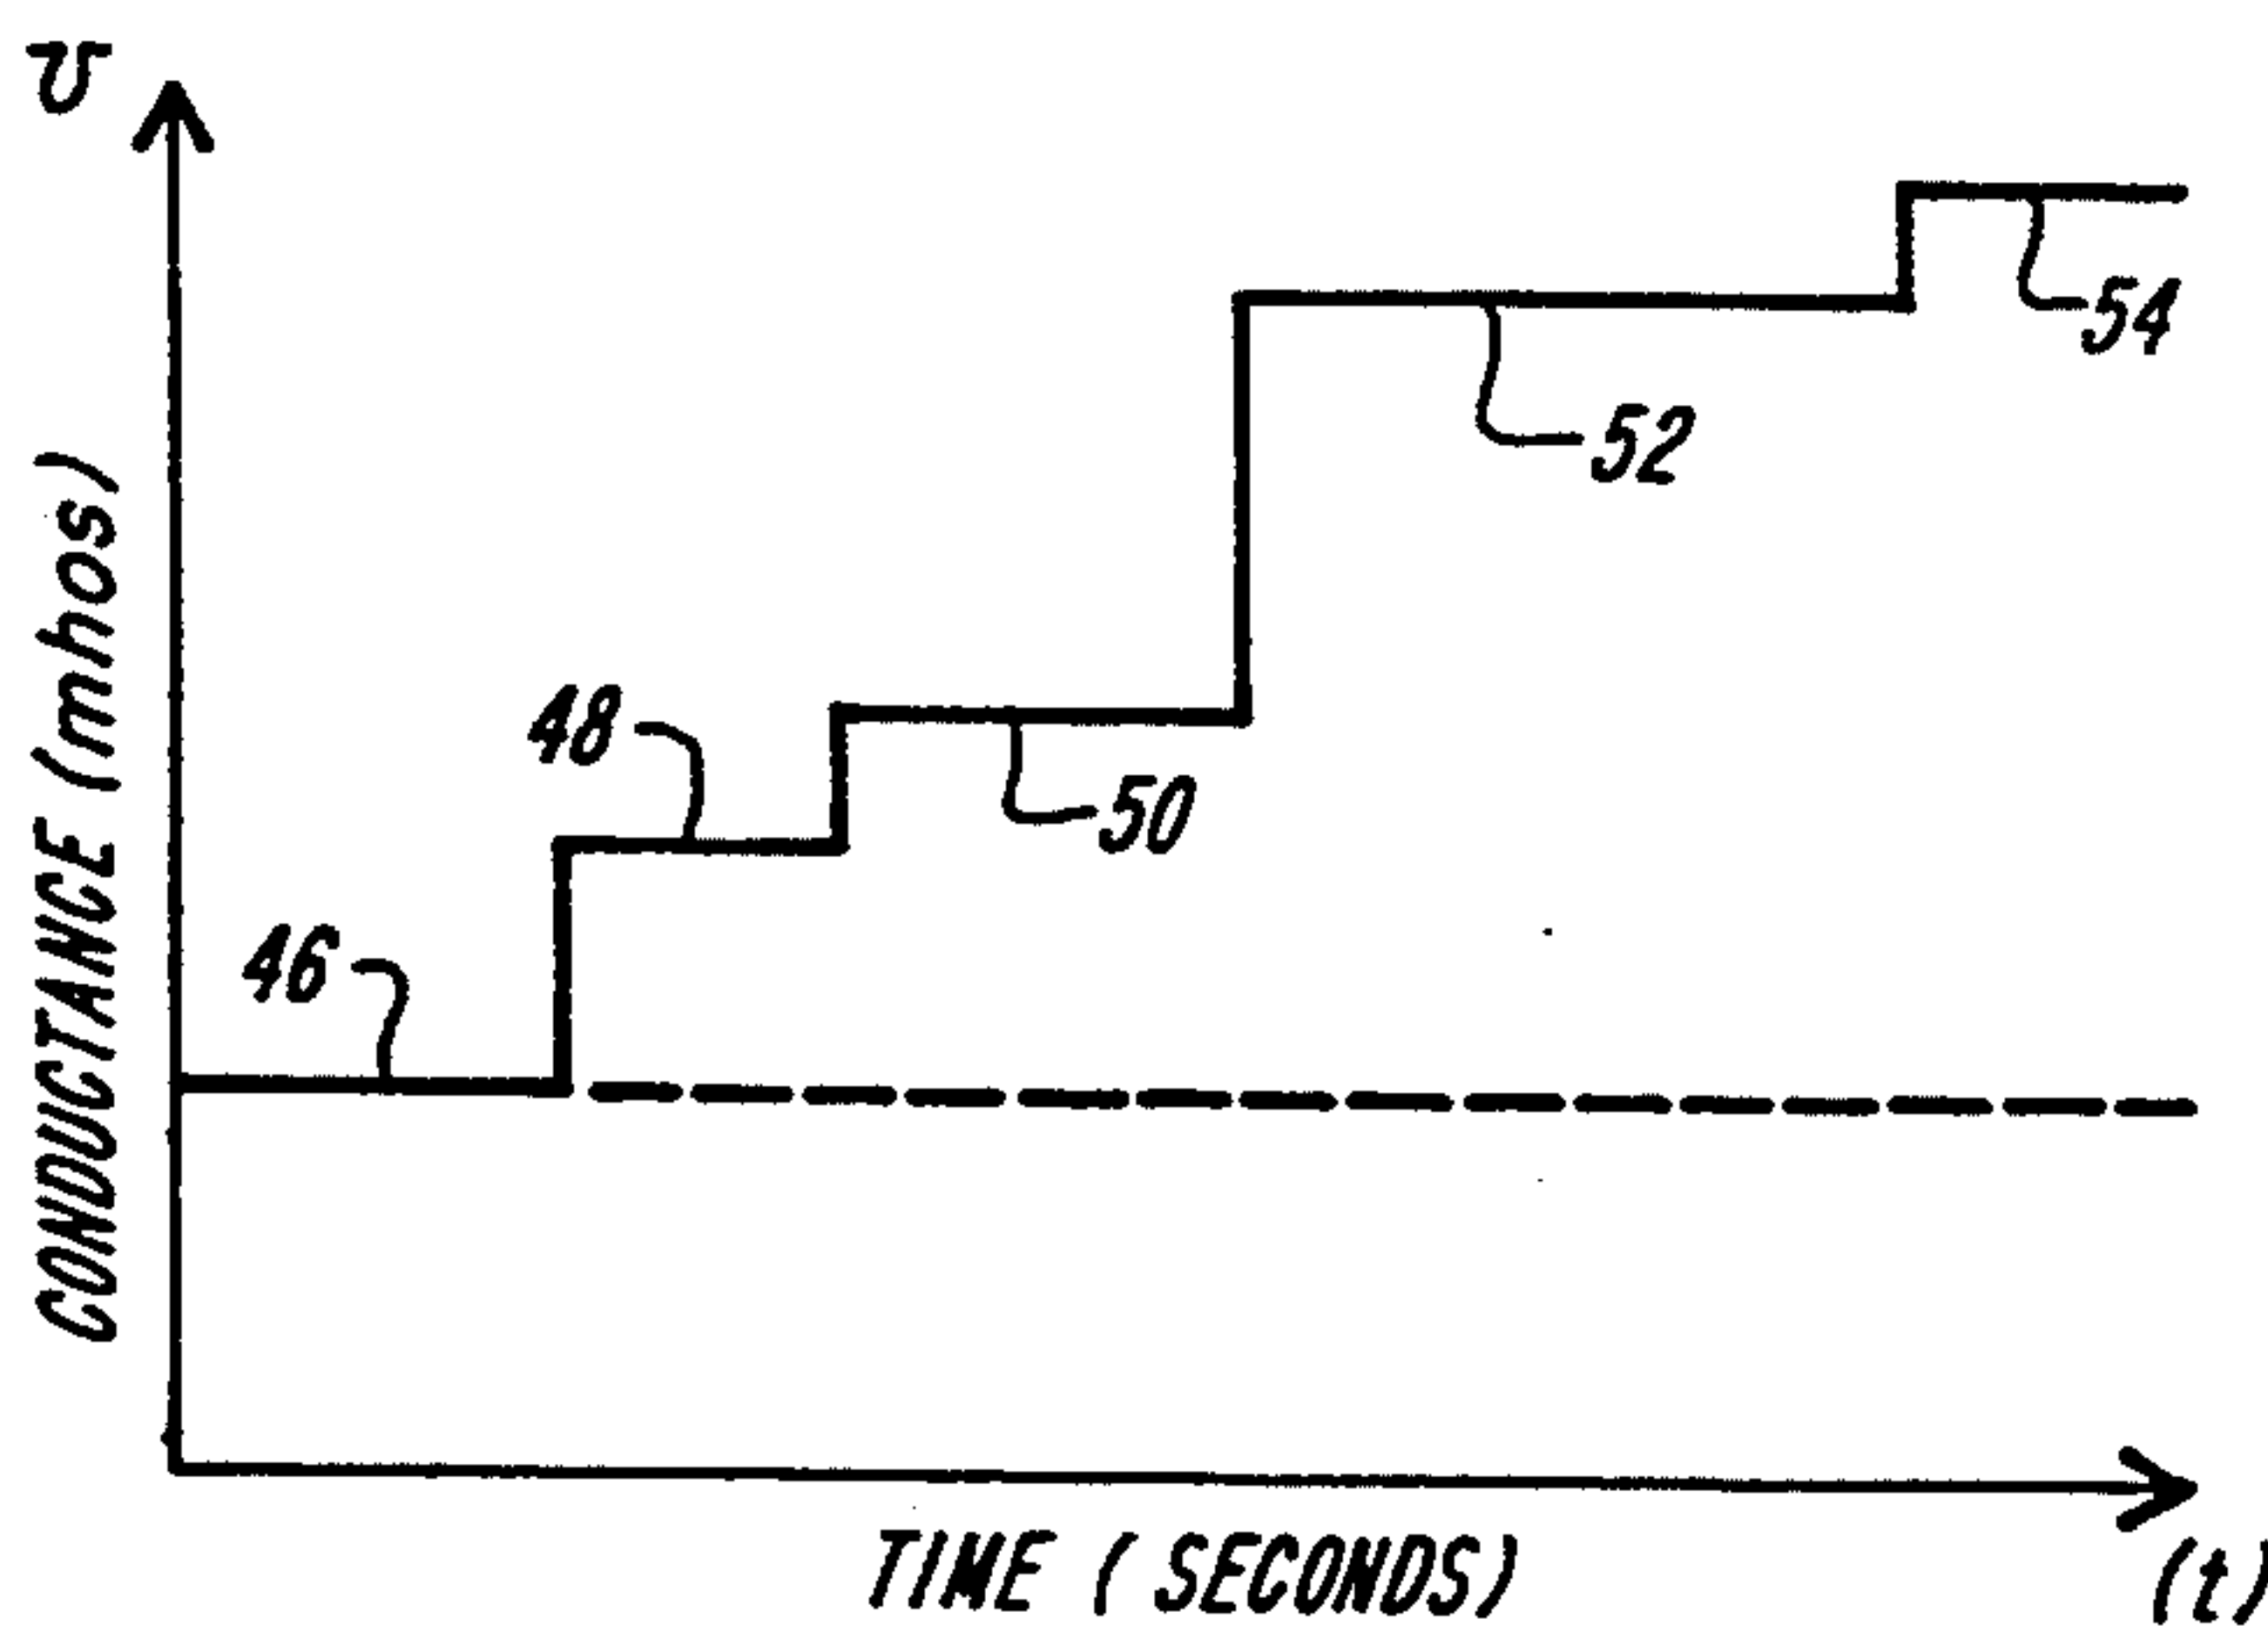 ℧
CONDUCTANCE (mhos)
46
48
50
52
54
TIME (SECONDS)
(t)